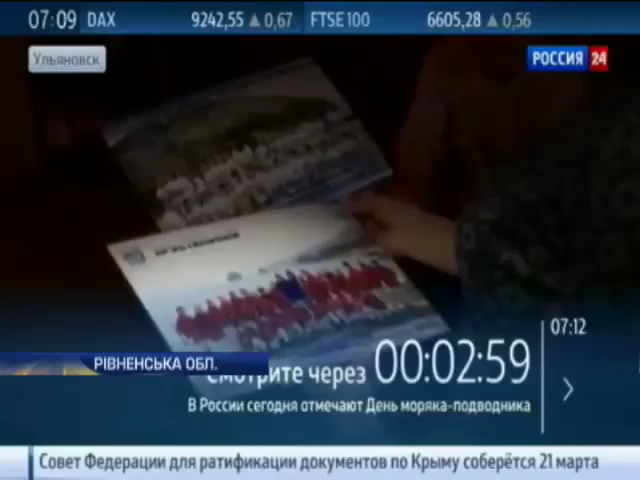 07:09 DAX 9242,55 ▲ 0,67 FTSE 100 6605,28 ▲ 0,56
Ульяновск
РОССИЯ 24
07:12
РІВНЕНСЬКА ОБЛ.
Смотрите через 00:02:59
В России сегодня отмечают День моряка-подводника
Совет Федерации для ратификации документов по Крыму соберётся 21 марта